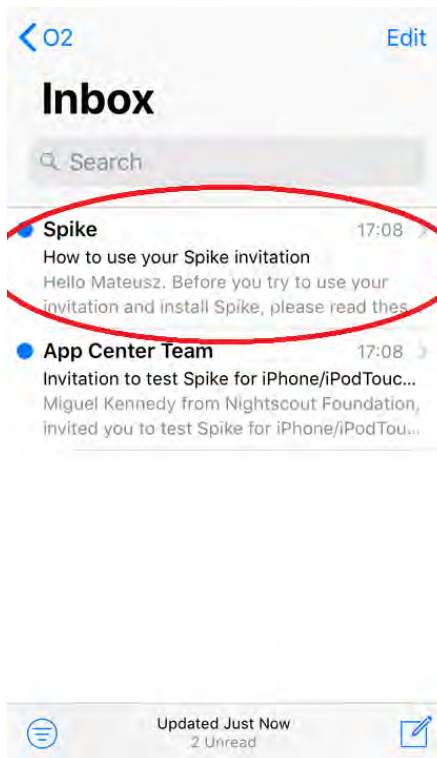 O2
Edit
Inbox
Search
Spike 17:08
How to use your Spike invitation
Hello Mateusz. Before you try to use your
invitation and install Spike, please read thes
App Center Team 17:08
Invitation to test Spike for iPhone/iPodTouc...
Miguel Kennedy from Nightscout Foundation,
invited you to test Spike for iPhone/iPodTou...
Updated Just Now
2 Unread